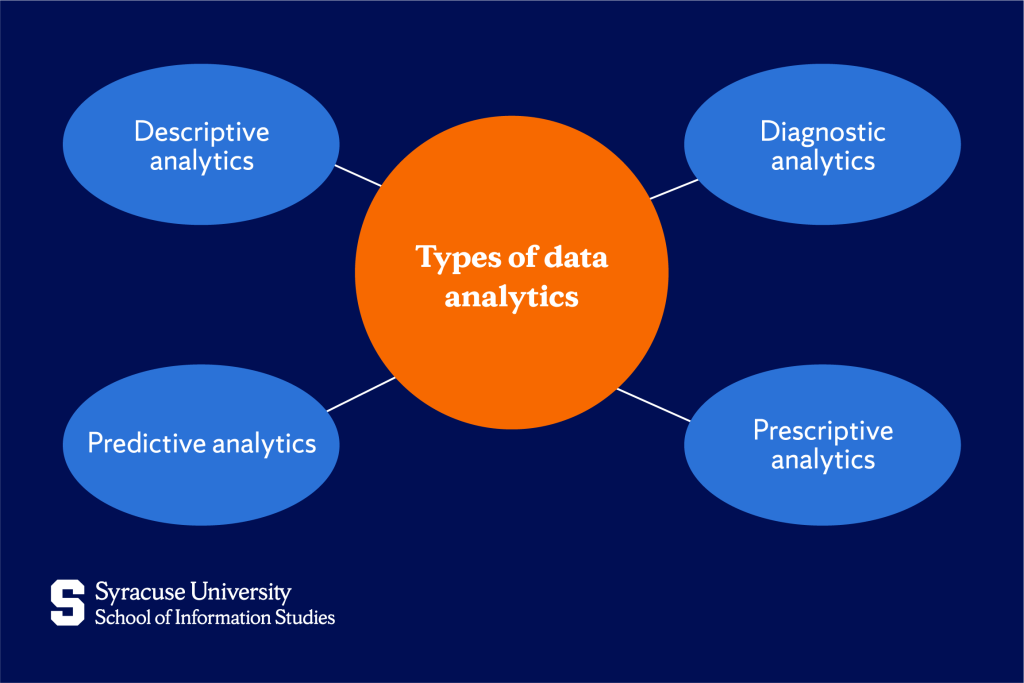 Descriptive
analytics
Diagnostic
analytics
Types of data
analytics
Predictive analytics
Prescriptive
analytics
S
Syracuse University
School of Information Studies